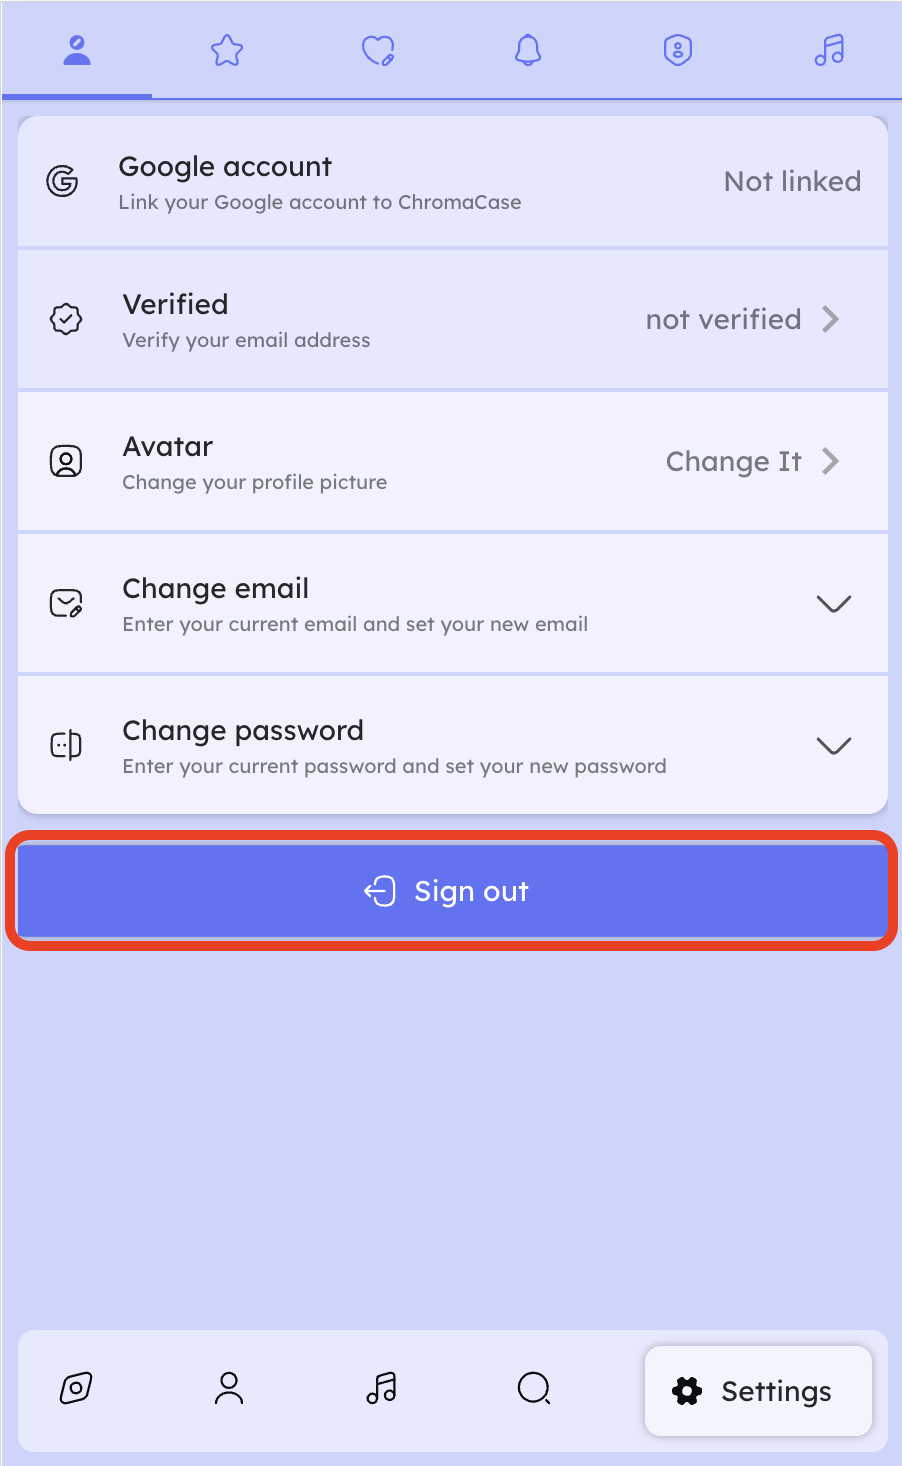 Google account
Link your Google account to ChromaCase
Not linked
Verified
Verify your email address
not verified
Avatar
Change your profile picture
Change It
Change email
Enter your current email and set your new email
Change password
Enter your current password and set your new password
Sign out
Settings